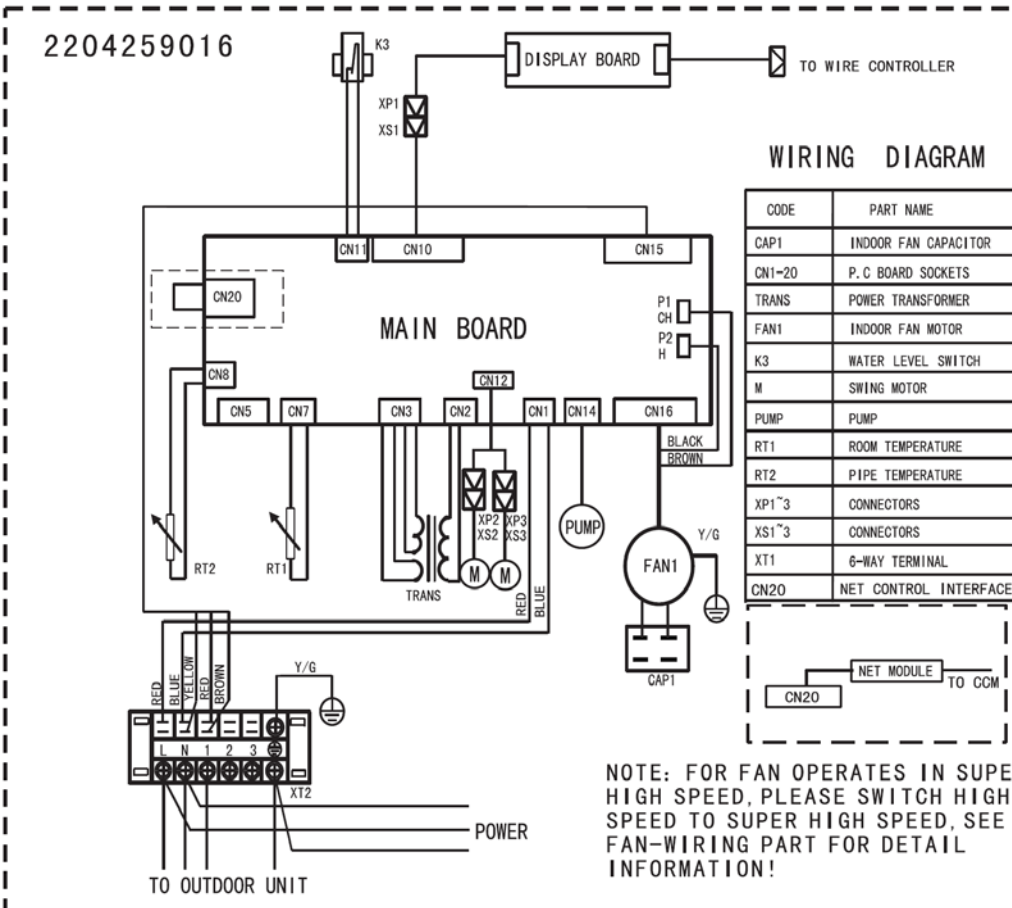 2204259016
K3
DISPLAY BOARD
TO WIRE CONTROLLER
XP1
XS1
WIRING DIAGRAM
CODE PART NAME
CAP1 INDOOR FAN CAPACITOR
CN1-20 P.C BOARD SOCKETS
TRANS POWER TRANSFORMER
FAN1 INDOOR FAN MOTOR
K3 WATER LEVEL SWITCH
M SWING MOTOR
PUMP PUMP
RT1 ROOM TEMPERATURE
RT2 PIPE TEMPERATURE
XP1~3 CONNECTORS
XS1~3 CONNECTORS
XT1 6-WAY TERMINAL
CN20 NET CONTROL INTERFACE
CN11 CN10 CN15
CN20
MAIN BOARD
P1
CH
P2
H
CN8
CN12
CN5 CN7 CN3 CN2 CN1 CN14 CN16
BLACK
BROWN
XP2 XP3
XS2 XS3
PUMP
Y/G
FAN1
RT2
RT1
M M
TRANS
RED
BLUE
CAP1
RED
BLUE
YELLOW
RED
BROWN
Y/G
L N 1 2 3
XT2
POWER
TO OUTDOOR UNIT
NET MODULE
TO CCM
CN20
NOTE: FOR FAN OPERATES IN SUPE
HIGH SPEED, PLEASE SWITCH HIGH
SPEED TO SUPER HIGH SPEED, SEE
FAN-WIRING PART FOR DETAIL
INFORMATION!